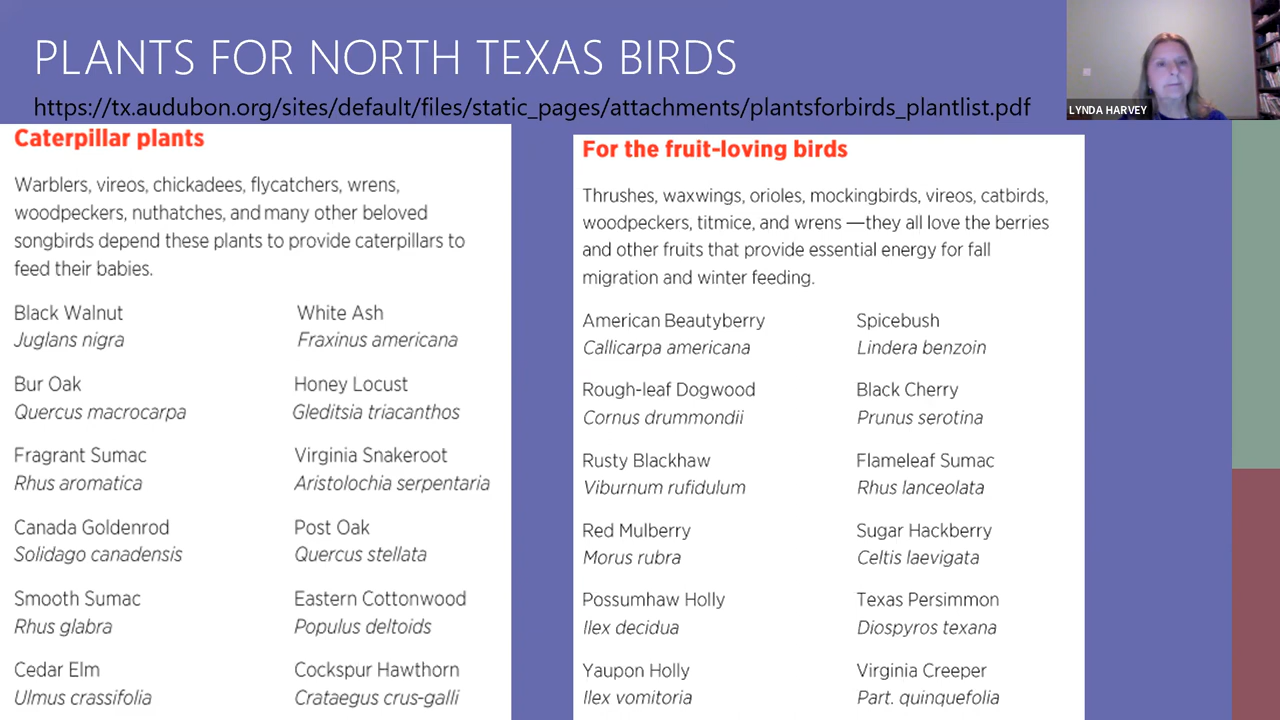 PLANTS FOR NORTH TEXAS BIRDS
https://tx.audubon.org/sites/default/files/static_pages/attachments/plantsforbirds_plantlist.pdf
LYNDA HARVEY
Caterpillar plants
Warblers, vireos, chickadees, flycatchers, wrens,
woodpeckers, nuthatches, and many other beloved
songbirds depend these plants to provide caterpillars to
feed their babies.
Black Walnut
Juglans nigra
Bur Oak
Quercus macrocarpa
Fragrant Sumac
Rhus aromatica
Canada Goldenrod
Solidago canadensis
Smooth Sumac
Rhus glabra
Cedar Elm
Ulmus crassifolia
White Ash
Fraxinus americana
Honey Locust
Gleditsia triacanthos
Virginia Snakeroot
Aristolochia serpentaria
Post Oak
Quercus stellata
Eastern Cottonwood
Populus deltoids
Cockspur Hawthorn
Crataegus crus-galli
For the fruit-loving birds
Thrushes, waxwings, orioles, mockingbirds, vireos, catbirds,
woodpeckers, titmice, and wrens —they all love the berries
and other fruits that provide essential energy for fall
migration and winter feeding.
American Beautyberry
Callicarpa americana
Rough-leaf Dogwood
Cornus drummondii
Rusty Blackhaw
Viburnum rufidulum
Red Mulberry
Morus rubra
Possumhaw Holly
Ilex decidua
Yaupon Holly
Ilex vomitoria
Spicebush
Lindera benzoin
Black Cherry
Prunus serotina
Flameleaf Sumac
Rhus lanceolata
Sugar Hackberry
Celtis laevigata
Texas Persimmon
Diospyros texana
Virginia Creeper
Part. quinquefolia